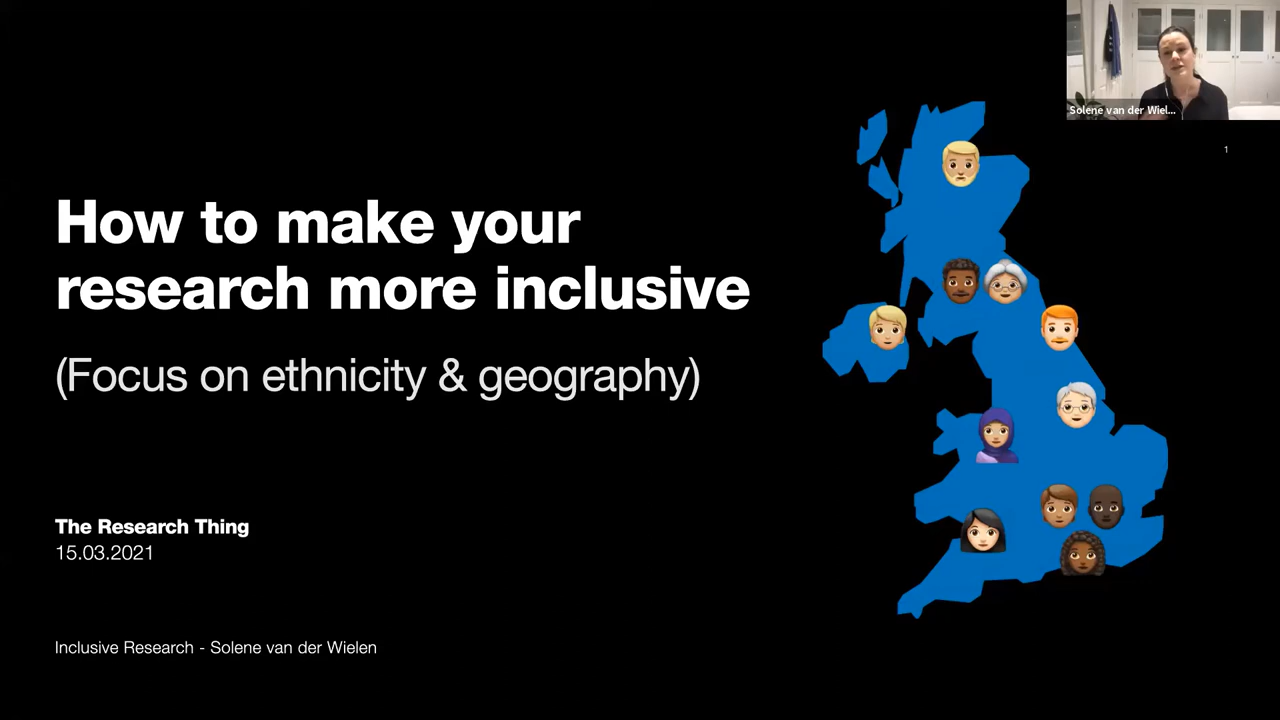 Solene van der Wiel...
1
How to make your
research more inclusive
(Focus on ethnicity & geography)
The Research Thing
15.03.2021
Inclusive Research - Solene van der Wielen